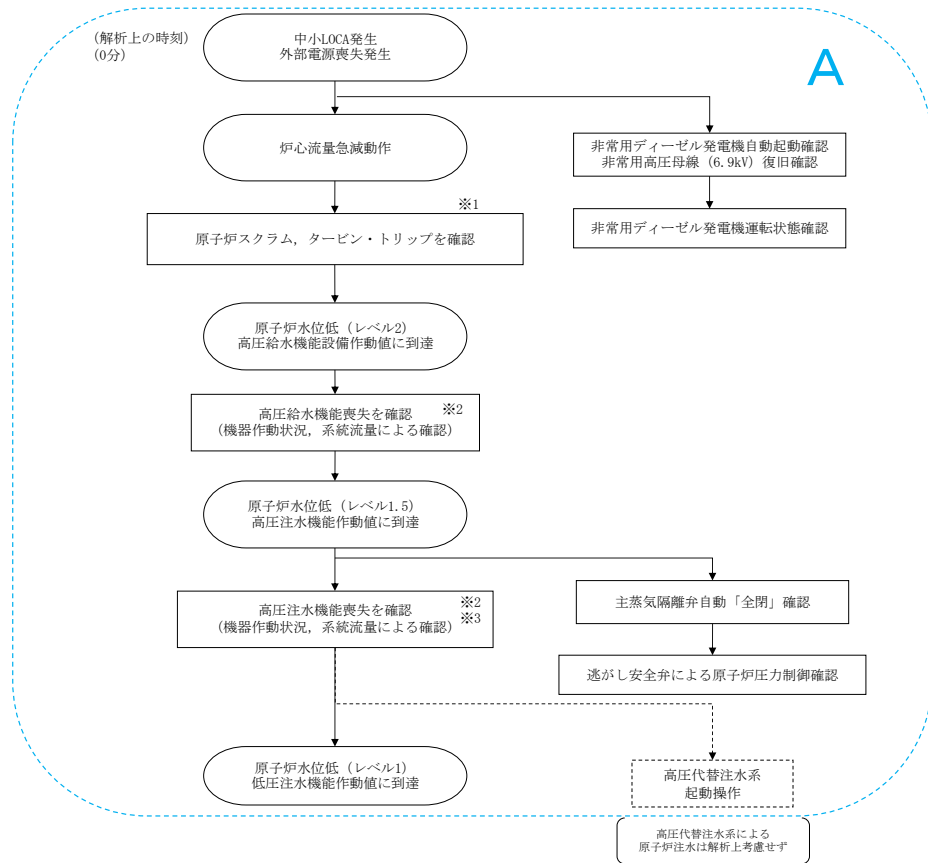 (解析上の時刻)
(0分)
中小LOCA発生
外部電源喪失発生
A
炉心流量急減動作
非常用ディーゼル発電機自動起動確認
非常用高圧母線（6.9kV）復旧確認
※1
原子炉スクラム，タービン・トリップを確認
非常用ディーゼル発電機運転状態確認
原子炉水位低（レベル2）
高圧給水機能設備作動値に到達
高圧給水機能喪失を確認
※2
(機器作動状況，系統流量による確認)
原子炉水位低（レベル1.5）
高圧注水機能作動値に到達
高圧注水機能喪失を確認
※2
※3
(機器作動状況，系統流量による確認)
主蒸気隔離弁自動「全閉」確認
逃がし安全弁による原子炉圧力制御確認
原子炉水位低（レベル1）
低圧注水機能作動値に到達
高圧代替注水系
起動操作
高圧代替注水系による
原子炉注水は解析上考慮せず